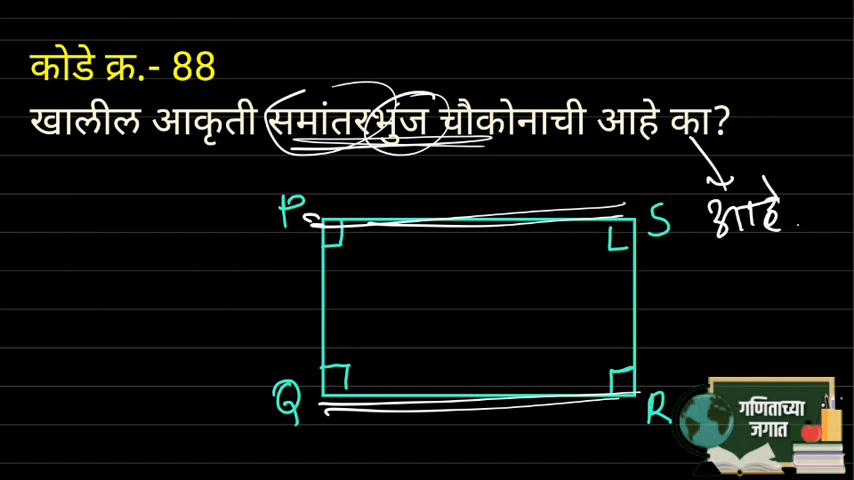 कोडे क्र.- 88
खालील आकृती समांतरभुज चौकोनाची आहे का?
आहे.
P
S
Q
R
गणिताच्या
जगात